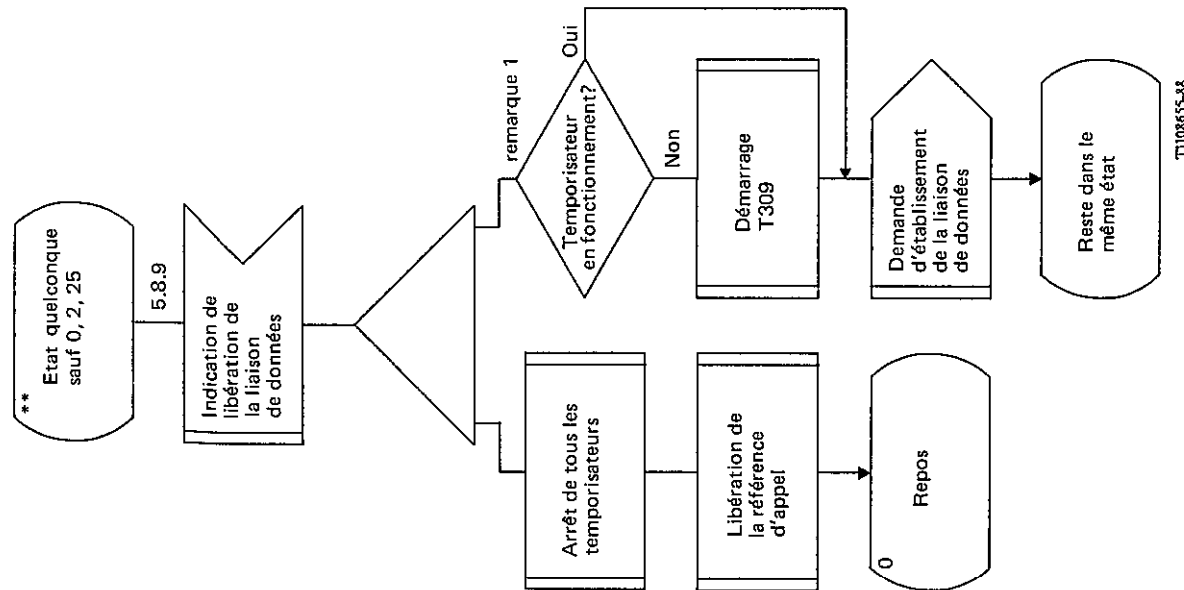 **
Etat quelconque
sauf 0, 2, 25
5.8.9
Indication de
libération de
la liaison
de données
Arrêt de tous les
temporisateurs
Libération de
la référence
d'appel
0
Repos
remarque 1
Temporisateur
en fonctionnement?
Oui
Non
Démarrage
T309
Demande
d'établissement
de la liaison
de données
Reste dans le
même état
T1108655-88